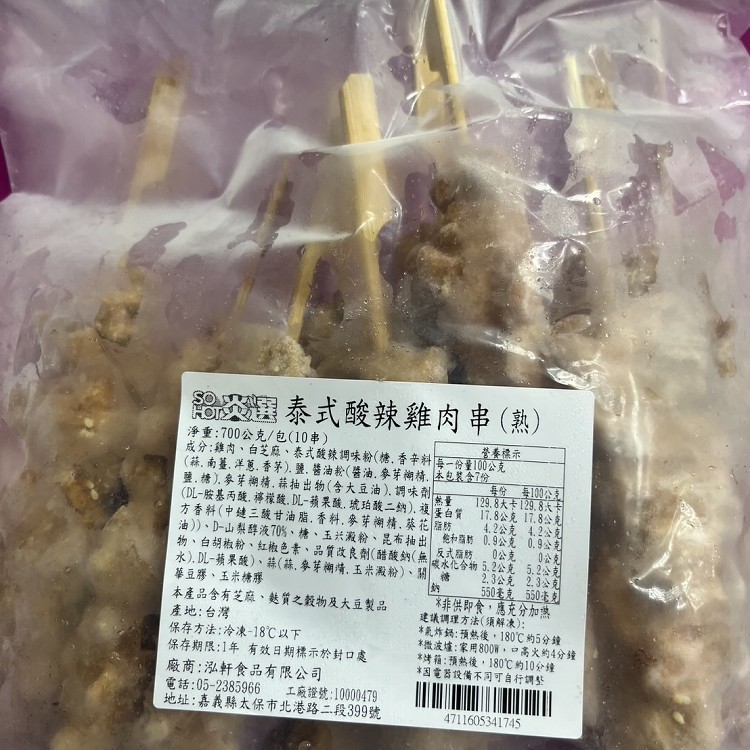 SO HOT 炎選 泰式酸辣雞肉串(熟)
淨重:700公克/包(10串)
成分:雞肉、白芝麻、泰式酸辣調味粉(糖.香辛料
(蒜.南薑.洋蔥.香茅).鹽.醬油粉(醬油.麥芽糊精.
鹽.糖).麥芽糊精.蒜抽出物(含大豆油).調味劑
(DL-胺基丙酸.檸檬酸.DL-蘋果酸.琥珀酸二鈉).複
方香料(中鏈三酸甘油脂.香料.麥芽糊精.葵花
油))、D-山梨醇液70%、糖、玉米澱粉、昆布抽出
物、白胡椒粉、紅椒色素、品質改良劑(醋酸鈉(無
水).DL-蘋果酸)、蒜(蒜.麥芽糊精.玉米澱粉)、關
華豆膠、玉米糖膠
本產品含有芝麻、麩質之穀物及大豆製品
產地:台灣
保存方法:冷凍-18℃以下
保存期限:1年 有效日期標示於封口處
廠商:泓軒食品有限公司
電話:05-2385966 工廠證號:10000479
地址:嘉義縣太保市北港路二段399號
營養標示
每一份量100公克
本包裝含7份
每份 每100公克
熱量 129.8大卡 129.8大卡
蛋白質 17.8公克 17.8公克
脂肪 4.2公克 4.2公克
飽和脂肪 0.9公克 0.9公克
反式脂肪 0公克 0公克
碳水化合物 5.2公克 5.2公克
糖 2.3公克 2.3公克
鈉 550毫克 550毫克
*非供即食，應充分加熱
建議調理方法(須解凍):
*氣炸鍋:預熱後，180℃約5分鐘
*微波爐:家用800W，口高火約4分鐘
*烤箱:預熱後，180℃約10分鐘
*因電器設備不同可自行調整
4711605341745